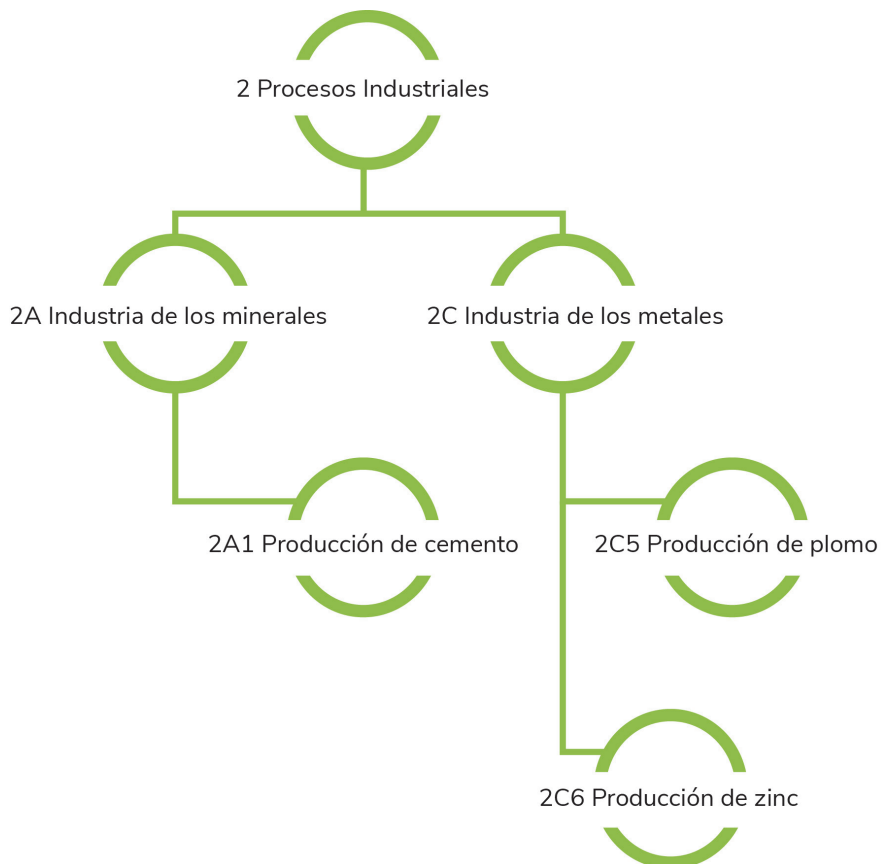 2 Procesos Industriales
2A Industria de los minerales
2C Industria de los metales
2A1 Producción de cemento
2C5 Producción de plomo
2C6 Producción de zinc